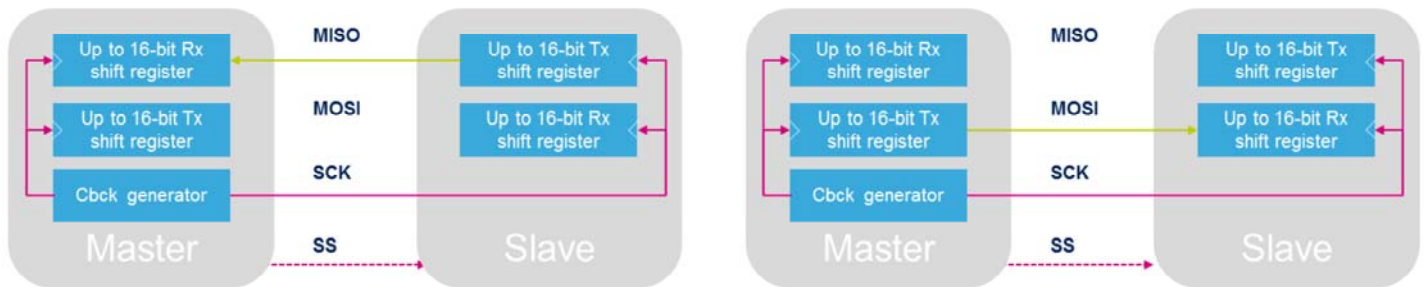 MISO
Up to 16-bit Rx
shift register
Up to 16-bit Tx
shift register
MOSI
Up to 16-bit Tx
shift register
Up to 16-bit Rx
shift register
SCK
Cbck generator
Master
SS
Slave
MISO
Up to 16-bit Rx
shift register
Up to 16-bit Tx
shift register
MOSI
Up to 16-bit Tx
shift register
Up to 16-bit Rx
shift register
SCK
Cbck generator
Master
SS
Slave